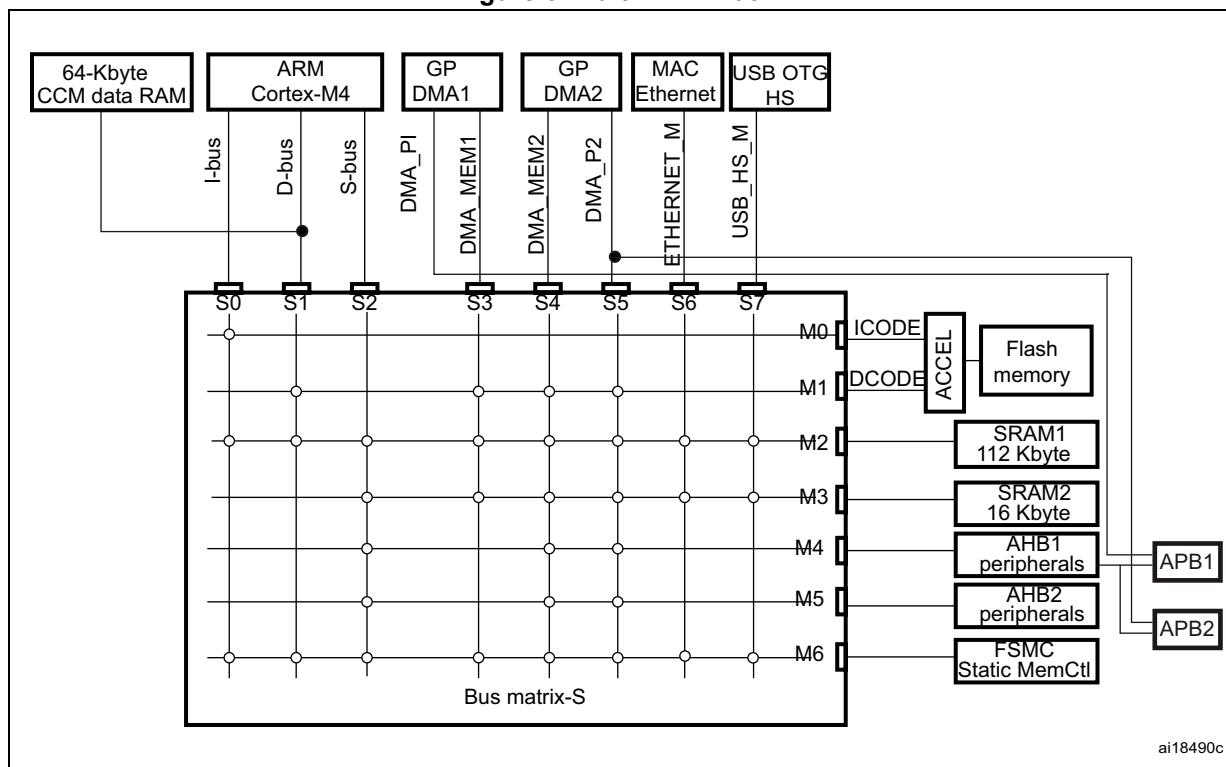 64-Kbyte
CCM data RAM
ARM
Cortex-M4
GP
DMA1
GP
DMA2
MAC
Ethernet
USB OTG
HS
I-bus
D-bus
S-bus
DMA_PI
DMA_MEM1
DMA_MEM2
DMA_P2
ETHERNET_M
USB_HS_M
S0
S1
S2
S3
S4
S5
S6
S7
M0
ICODE
M1
DCODE
ACCEL
Flash
memory
M2
SRAM1
112 Kbyte
M3
SRAM2
16 Kbyte
M4
AHB1
peripherals
APB1
M5
AHB2
peripherals
APB2
M6
FSMC
Static MemCtl
Bus matrix-S
ai18490c